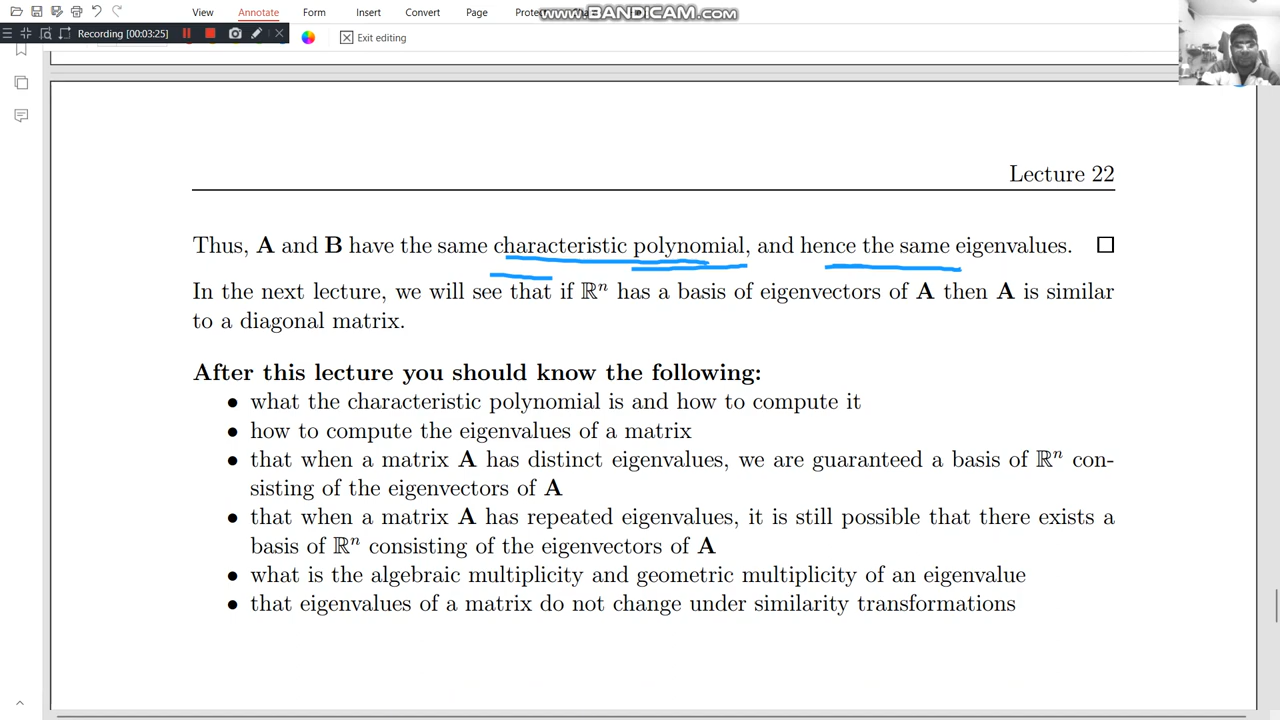 View Annotate Form Insert Convert Page
www.BANDICAM.com
Recording [00:03:25]
Exit editing
Lecture 22
Thus, A and B have the same characteristic polynomial, and hence the same eigenvalues. □
In the next lecture, we will see that if ℝⁿ has a basis of eigenvectors of A then A is similar
to a diagonal matrix.
After this lecture you should know the following:
• what the characteristic polynomial is and how to compute it
• how to compute the eigenvalues of a matrix
• that when a matrix A has distinct eigenvalues, we are guaranteed a basis of ℝⁿ con-
sisting of the eigenvectors of A
• that when a matrix A has repeated eigenvalues, it is still possible that there exists a
basis of ℝⁿ consisting of the eigenvectors of A
• what is the algebraic multiplicity and geometric multiplicity of an eigenvalue
• that eigenvalues of a matrix do not change under similarity transformations